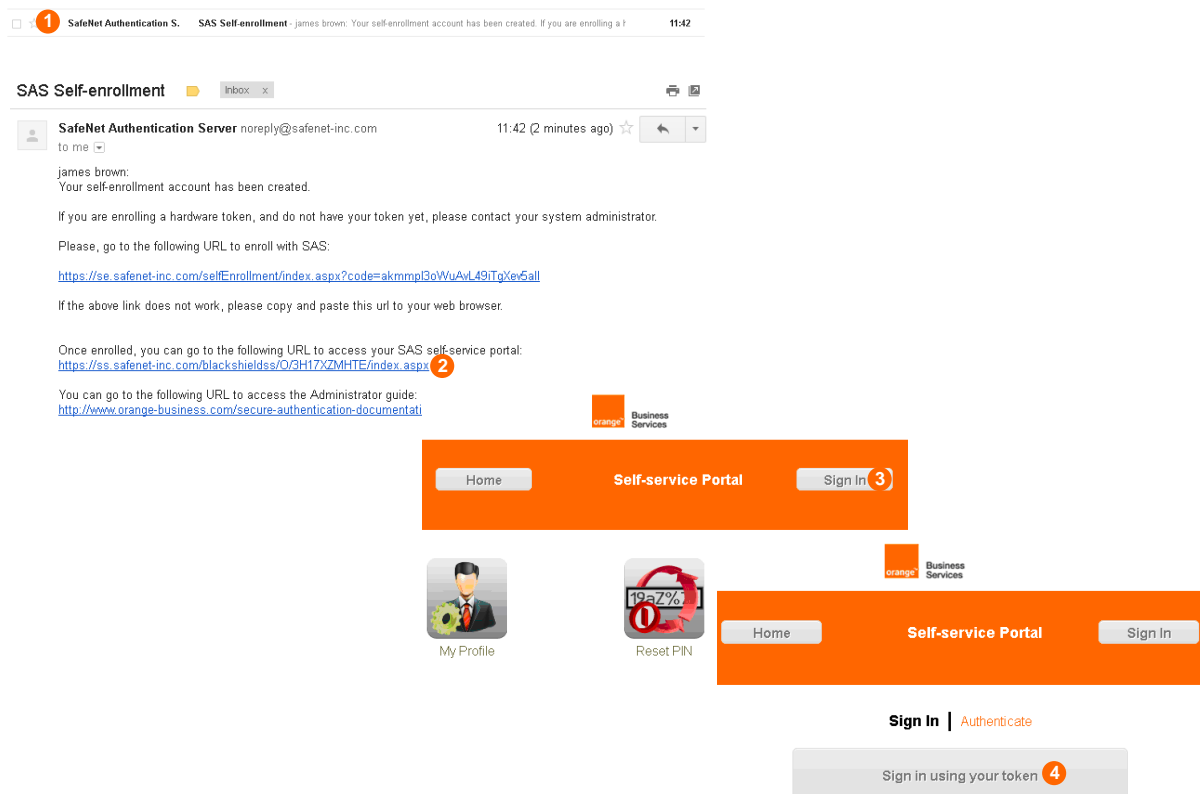 1 SafeNet Authentication S. SAS Self-enrollment - james brown: Your self-enrollment account has been created. If you are enrolling a h 11:42
SAS Self-enrollment Inbox x
SafeNet Authentication Server noreply@safenet-inc.com 11:42 (2 minutes ago)
to me
james brown:
Your self-enrollment account has been created.
If you are enrolling a hardware token, and do not have your token yet, please contact your system administrator.
Please, go to the following URL to enroll with SAS:
https://se.safenet-inc.com/selfEnrollment/index.aspx?code=akmmpl3oWuAvL49iTgXev5all
If the above link does not work, please copy and paste this url to your web browser.
Once enrolled, you can go to the following URL to access your SAS self-service portal:
https://ss.safenet-inc.com/blackshieldss/O/3H17XZMHTE/index.aspx 2
You can go to the following URL to access the Administrator guide:
http://www.orange-business.com/secure-authentication-documentati
orange™ Business
Services
Home Self-service Portal Sign In 3
19aZ%
My Profile Reset PIN
orange™ Business
Services
Home Self-service Portal Sign In
Sign In | Authenticate
Sign in using your token 4